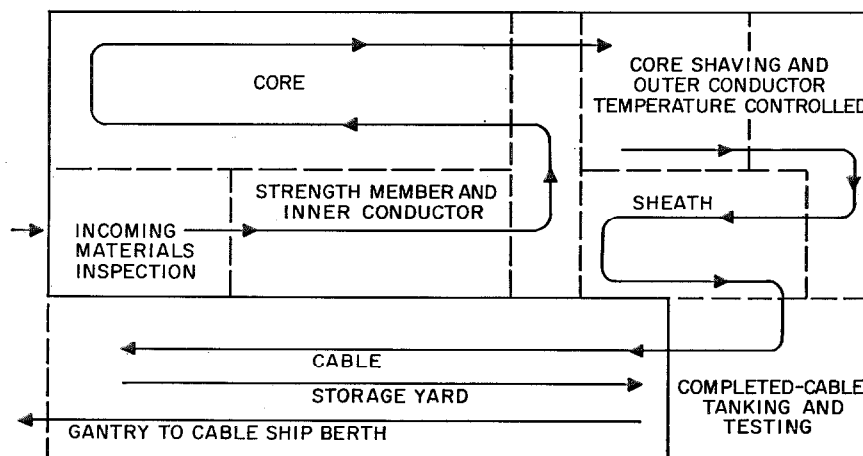 CORE
CORE SHAVING AND
OUTER CONDUCTOR
TEMPERATURE CONTROLLED
STRENGTH MEMBER AND
INNER CONDUCTOR
SHEATH
INCOMING
MATERIALS
INSPECTION
CABLE
STORAGE YARD
GANTRY TO CABLE SHIP BERTH
COMPLETED-CABLE
TANKING AND
TESTING